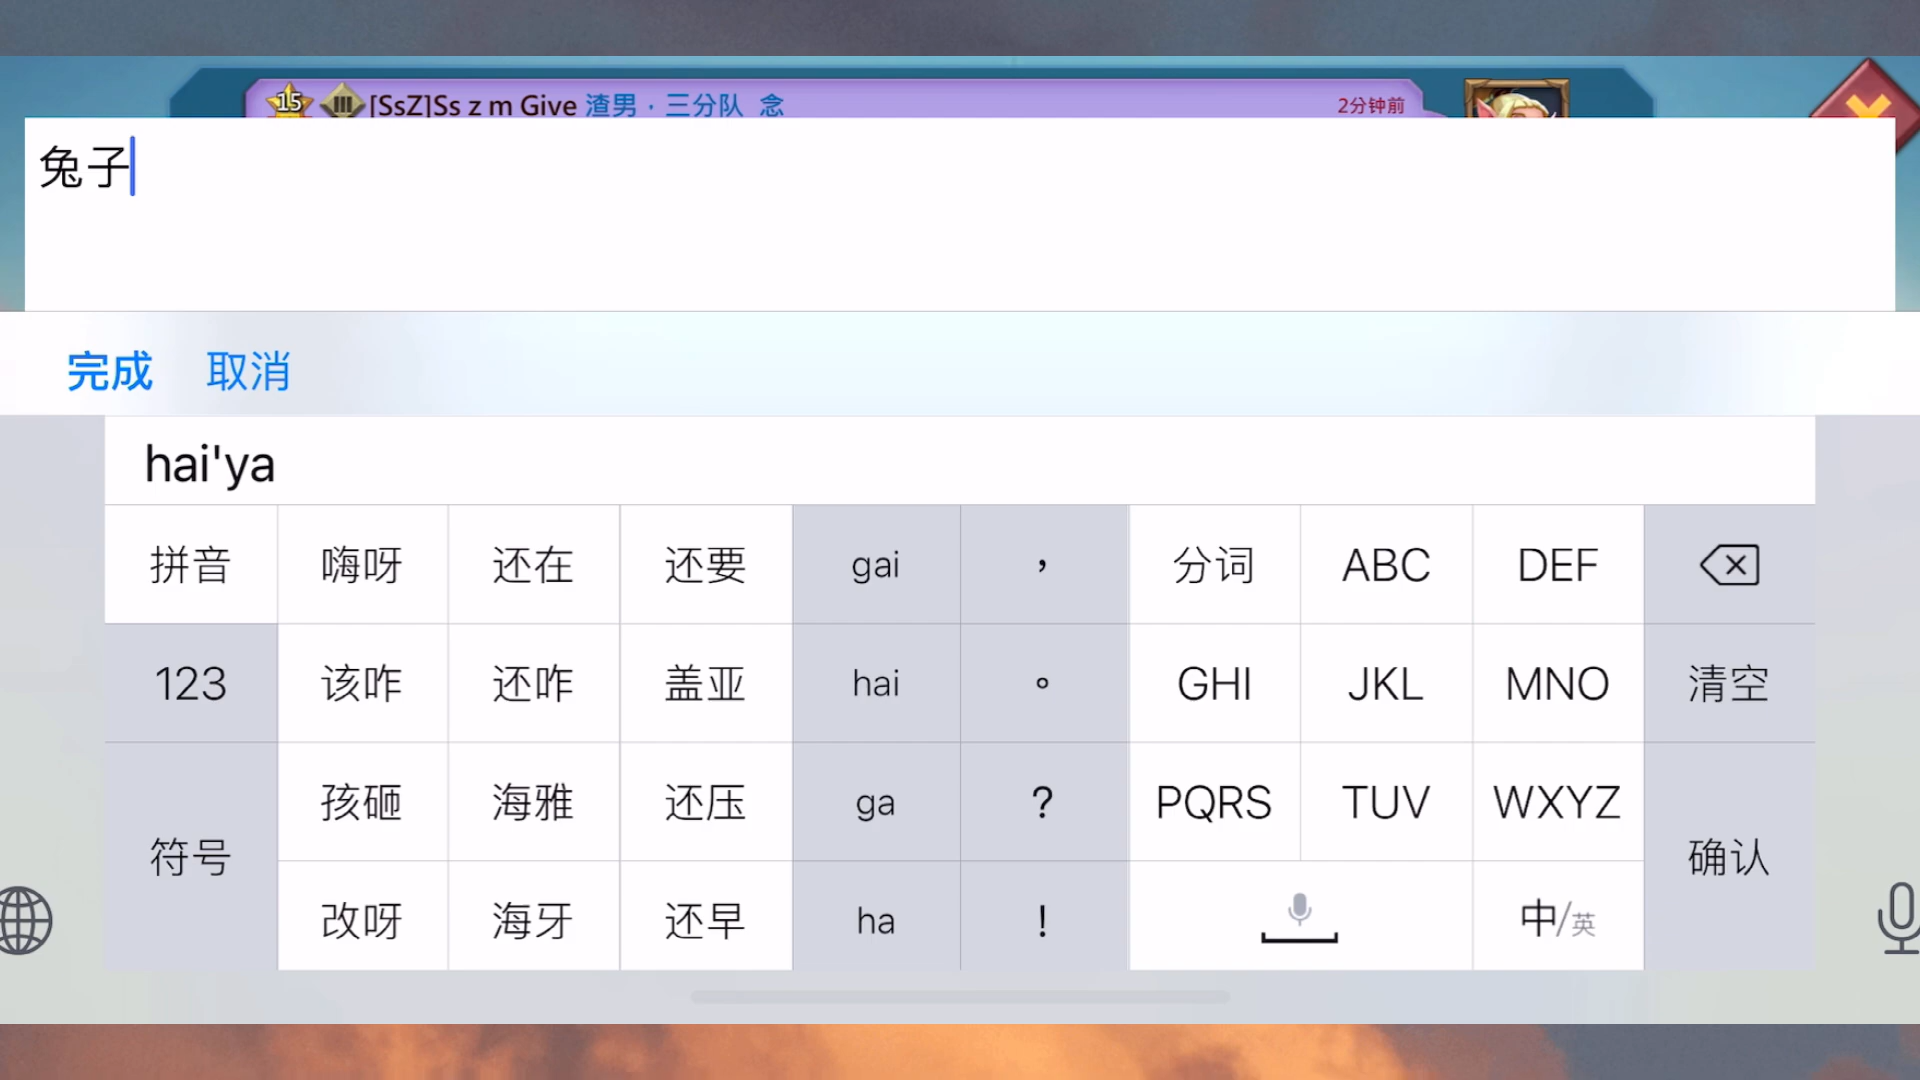 15 III [SsZ]Ss z m Give 渣男 · 三分队 念 2分钟前
兔子
完成 取消
hai'ya
拼音 嗨呀 还在 还要 gai ， 分词 ABC DEF
123 该咋 还咋 盖亚 hai 。 GHI JKL MNO 清空
符号 孩砸 海雅 还压 ga ? PQRS TUV WXYZ 确认
改呀 海牙 还早 ha ! 中/英